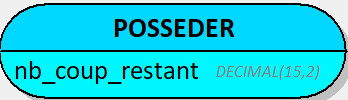 POSSEDER
nb_coup_restant DECIMAL(15,2)